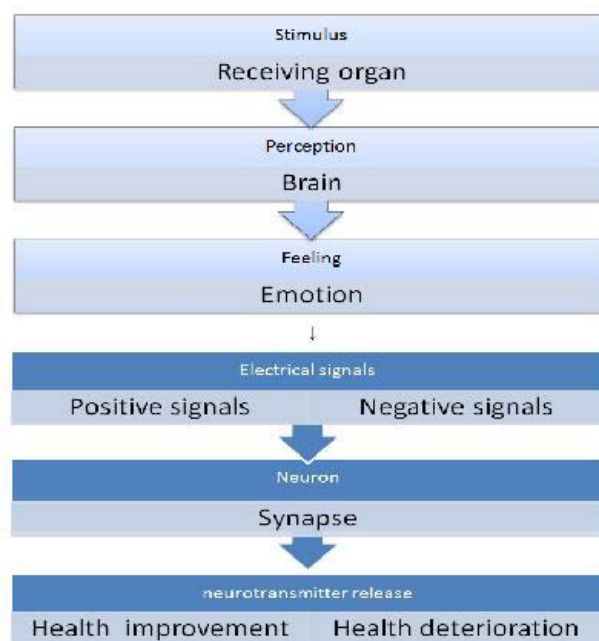 Stimulus
Receiving organ
Perception
Brain
Feeling
Emotion
↓
Electrical signals
Positive signals Negative signals
Neuron
Synapse
neurotransmitter release
Health improvement Health deterioration